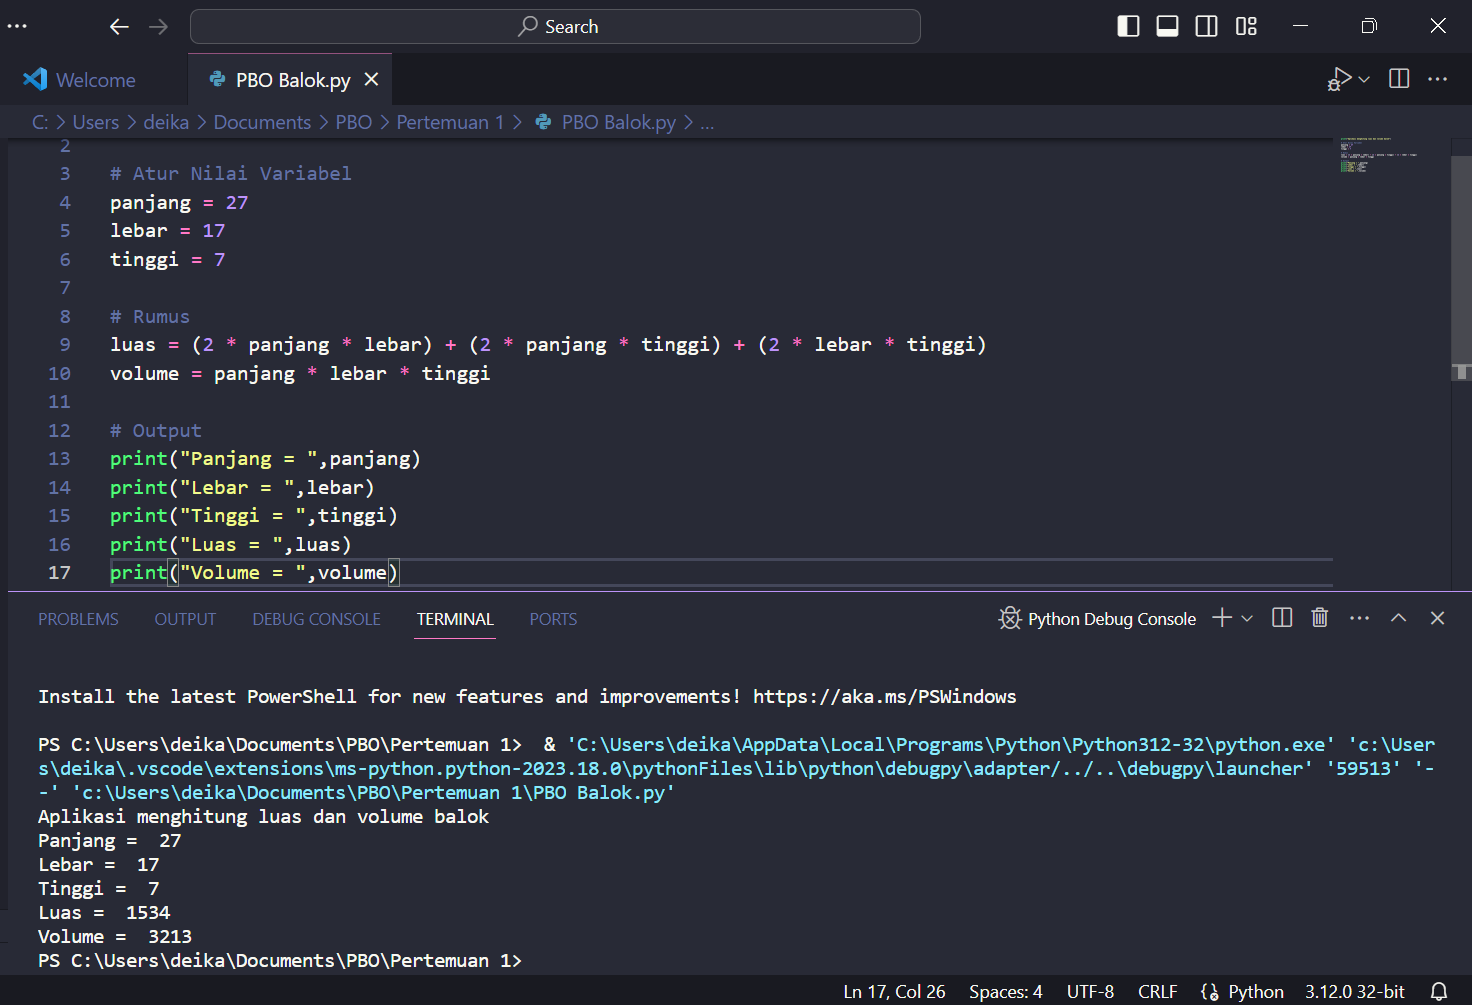 Search
Welcome
PBO Balok.py
C: > Users > deika > Documents > PBO > Pertemuan 1 > PBO Balok.py > ...
2
3 # Atur Nilai Variabel
4 panjang = 27
5 lebar = 17
6 tinggi = 7
7
8 # Rumus
9 luas = (2 * panjang * lebar) + (2 * panjang * tinggi) + (2 * lebar * tinggi)
10 volume = panjang * lebar * tinggi
11
12 # Output
13 print("Panjang = ",panjang)
14 print("Lebar = ",lebar)
15 print("Tinggi = ",tinggi)
16 print("Luas = ",luas)
17 print("Volume = ",volume)
PROBLEMS OUTPUT DEBUG CONSOLE TERMINAL PORTS Python Debug Console
Install the latest PowerShell for new features and improvements! https://aka.ms/PSWindows
PS C:\Users\deika\Documents\PBO\Pertemuan 1>  & 'C:\Users\deika\AppData\Local\Programs\Python\Python312-32\python.exe' 'c:\User
s\deika\.vscode\extensions\ms-python.python-2023.18.0\pythonFiles\lib\python\debugpy\adapter/../..\debugpy\launcher' '59513' '-
-' 'c:\Users\deika\Documents\PBO\Pertemuan 1\PBO Balok.py'
Aplikasi menghitung luas dan volume balok
Panjang =  27
Lebar =  17
Tinggi =  7
Luas =  1534
Volume =  3213
PS C:\Users\deika\Documents\PBO\Pertemuan 1>
Ln 17, Col 26 Spaces: 4 UTF-8 CRLF Python 3.12.0 32-bit